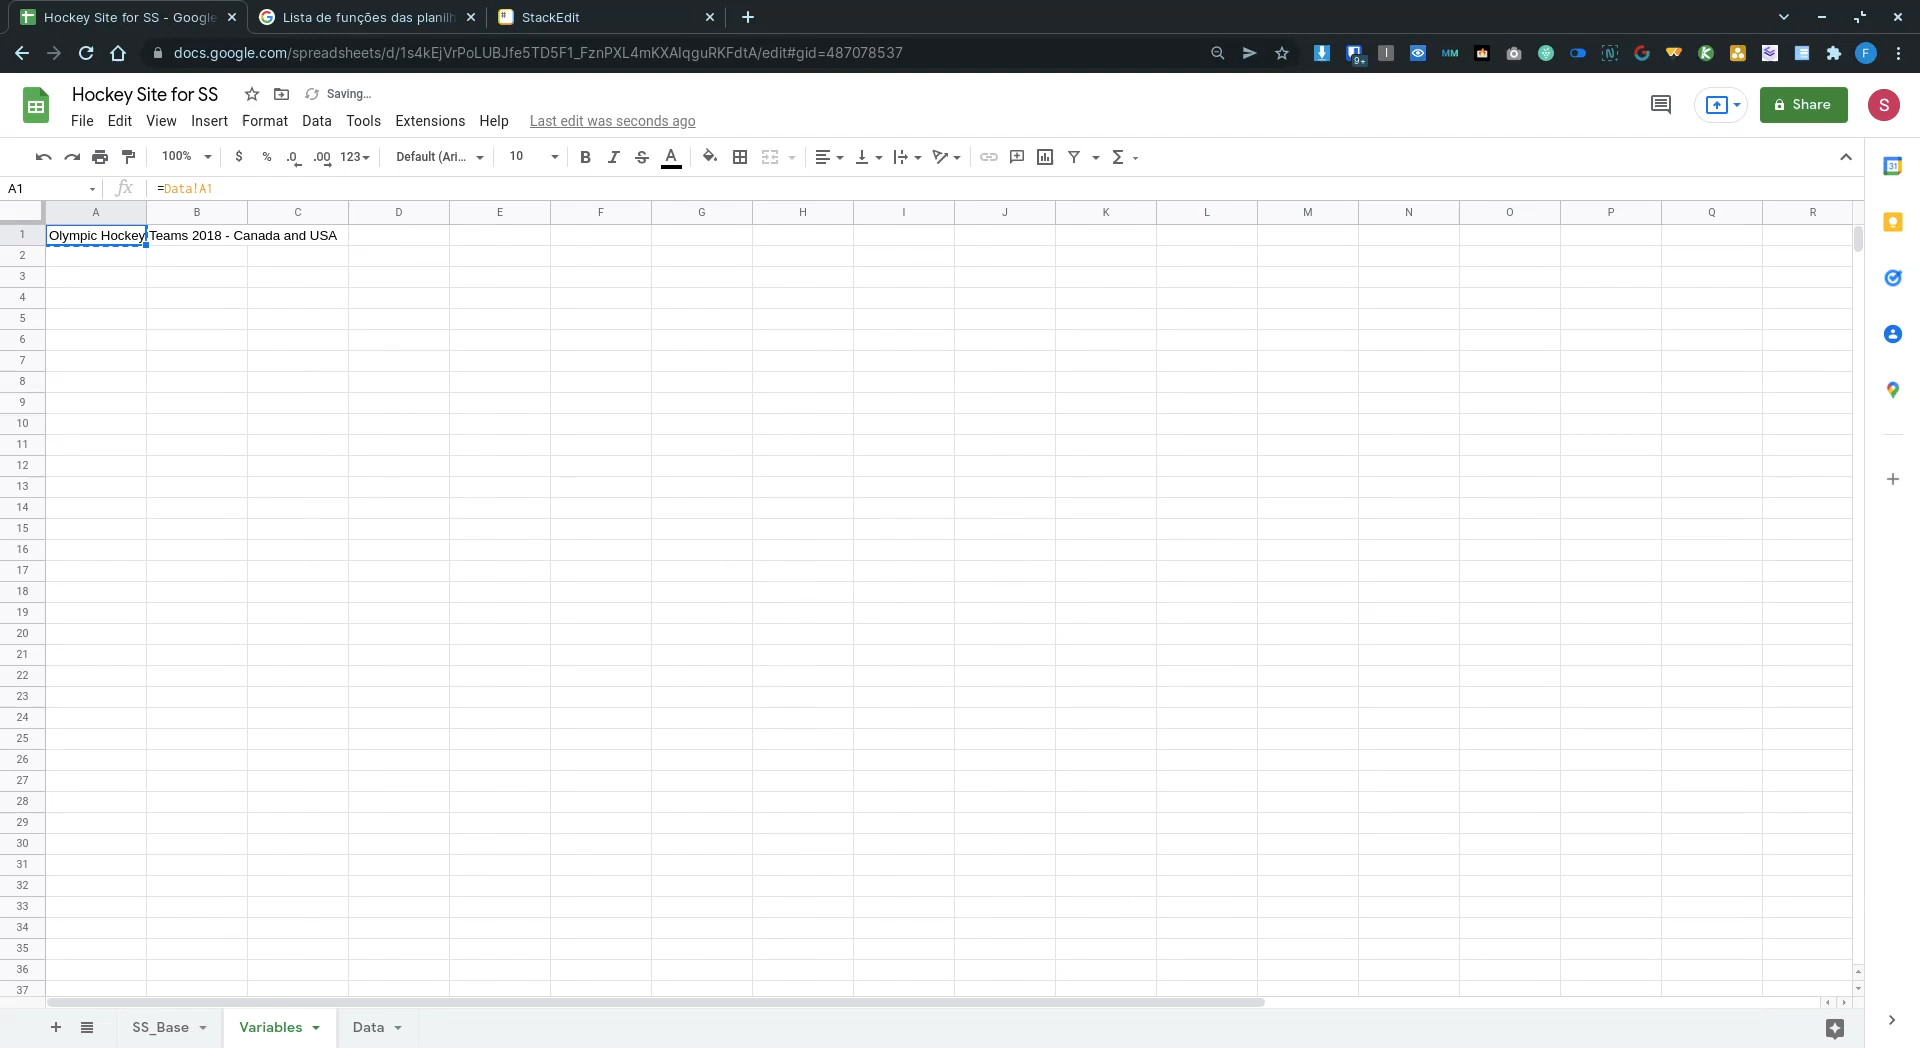 Hockey Site for SS - Google
Lista de funções das planilh
StackEdit
docs.google.com/spreadsheets/d/1s4kEjVrPoLUBJfe5TD5F1_FznPXL4mKXAIqguRKFdtA/edit#gid=487078537
9+
MM
F
Hockey Site for SS
Saving...
Share
S
File Edit View Insert Format Data Tools Extensions Help Last edit was seconds ago
100% $ % .0 .00 123 Default (Ari... 10 B I S A Σ
31
A1 fx =Data!A1
A B C D E F G H I J K L M N O P Q R
1 Olympic Hockey Teams 2018 - Canada and USA
2
3
4
5
6
7
8
9
10
11
12
13
14
15
16
17
18
19
20
21
22
23
24
25
26
27
28
29
30
31
32
33
34
35
36
37
SS_Base Variables Data